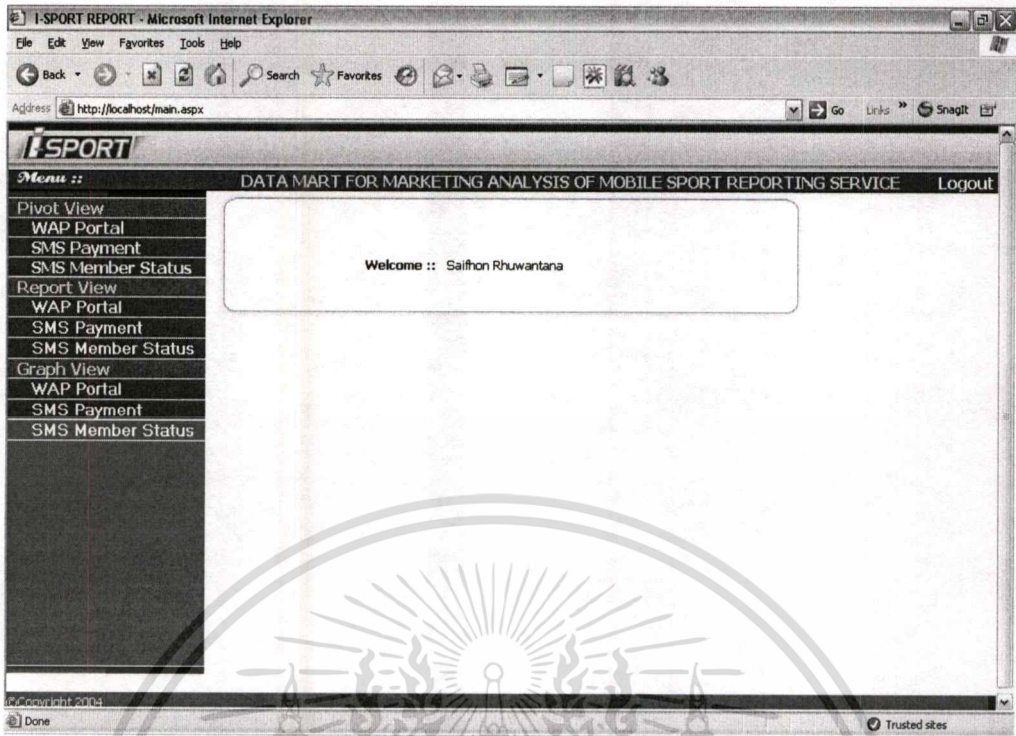 I-SPORT REPORT - Microsoft Internet Explorer
File Edit View Favorites Tools Help
Back Search Favorites
Address http://localhost/main.aspx Go Links » SnagIt
iSPORT
Menu :: DATA MART FOR MARKETING ANALYSIS OF MOBILE SPORT REPORTING SERVICE Logout
Pivot View
WAP Portal
SMS Payment
SMS Member Status
Report View
WAP Portal
SMS Payment
SMS Member Status
Graph View
WAP Portal
SMS Payment
SMS Member Status
Welcome :: Saifhon Rhuwantana
©Copyright 2004
Done Trusted sites